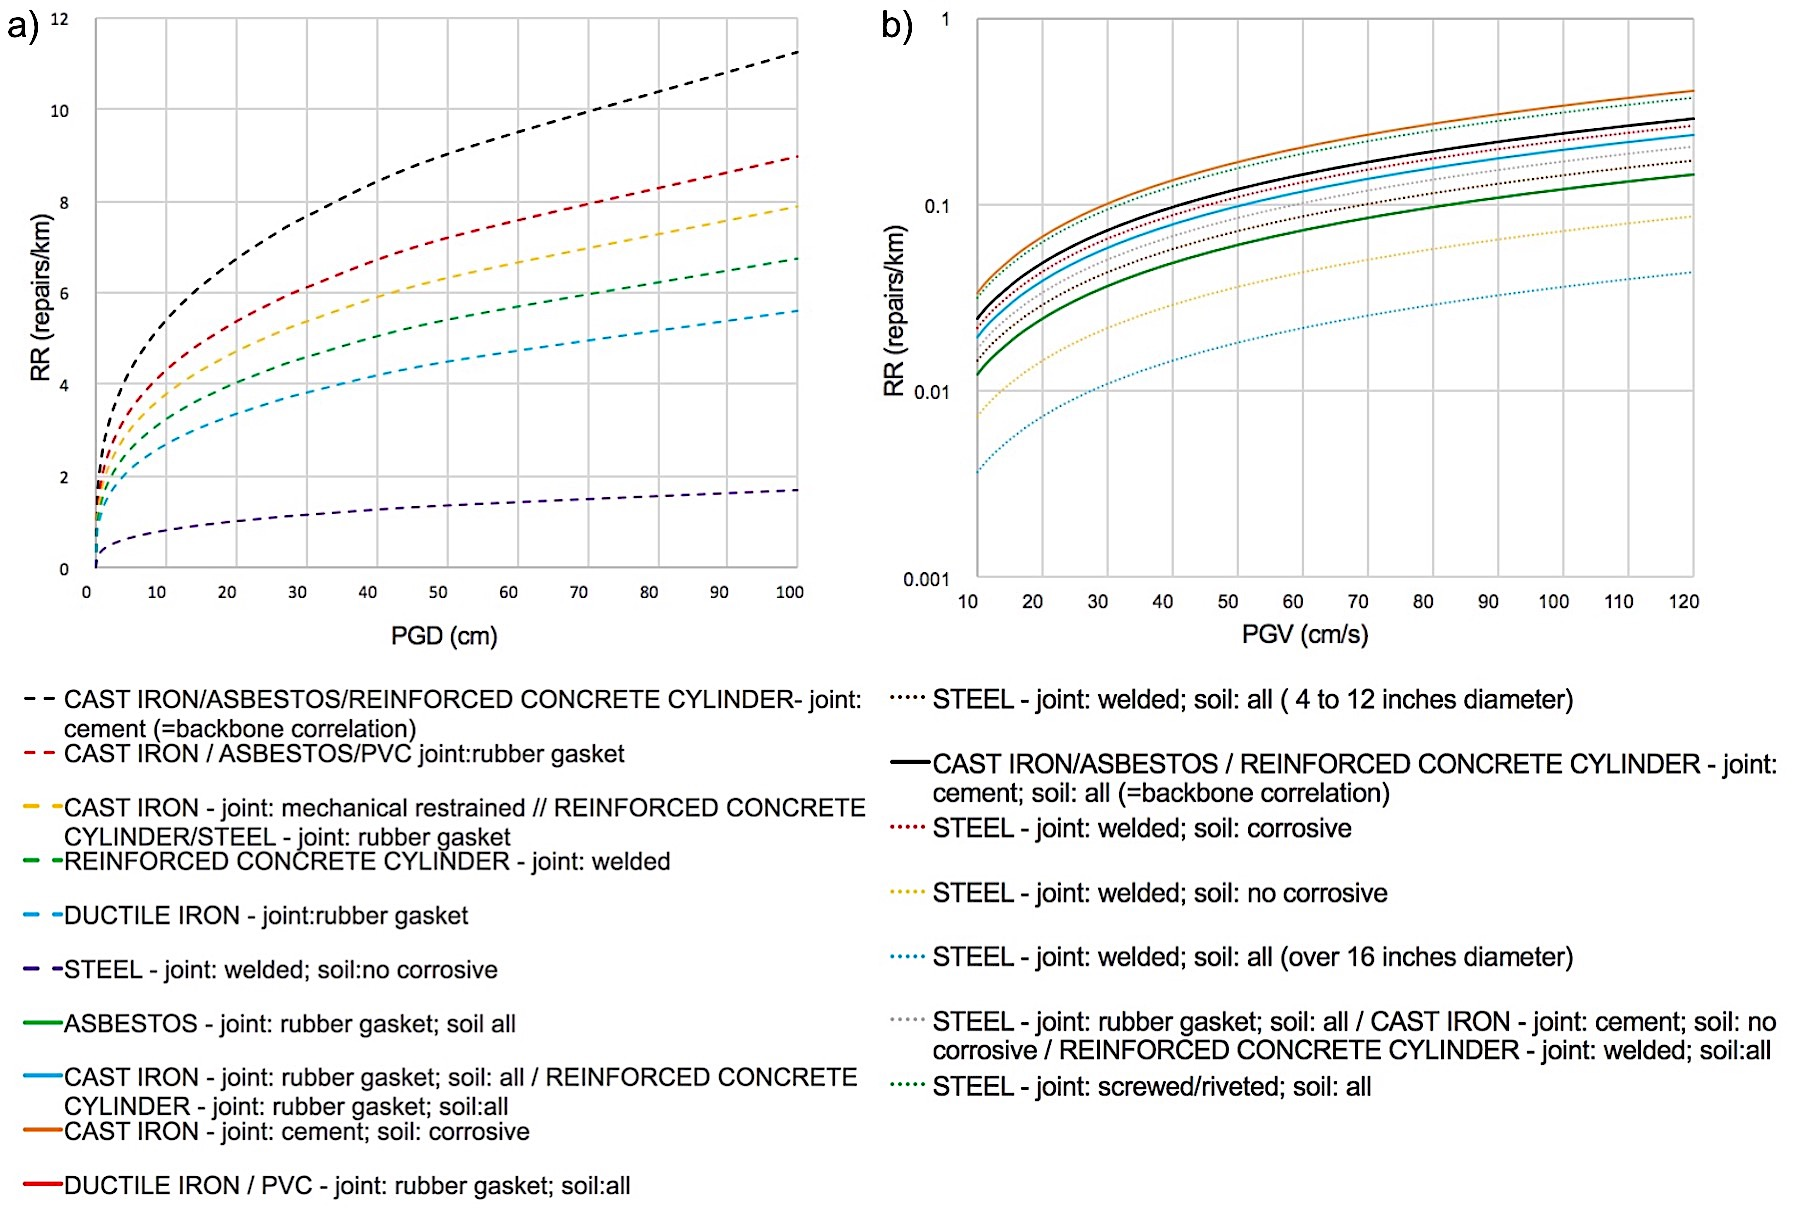 a)
12
10
8
6
4
2
0
RR (repairs/km)
0 10 20 30 40 50 60 70 80 90 100
PGD (cm)
b)
1
0.1
0.01
0.001
RR (repairs/km)
10 20 30 40 50 60 70 80 90 100 110 120
PGV (cm/s)
CAST IRON/ASBESTOS/REINFORCED CONCRETE CYLINDER- joint:
cement (=backbone correlation)
CAST IRON / ASBESTOS/PVC joint:rubber gasket
CAST IRON - joint: mechanical restrained // REINFORCED CONCRETE
CYLINDER/STEEL - joint: rubber gasket
REINFORCED CONCRETE CYLINDER - joint: welded
DUCTILE IRON - joint:rubber gasket
STEEL - joint: welded; soil:no corrosive
ASBESTOS - joint: rubber gasket; soil all
CAST IRON - joint: rubber gasket; soil: all / REINFORCED CONCRETE
CYLINDER - joint: rubber gasket; soil:all
CAST IRON - joint: cement; soil: corrosive
DUCTILE IRON / PVC - joint: rubber gasket; soil:all
STEEL - joint: welded; soil: all ( 4 to 12 inches diameter)
CAST IRON/ASBESTOS / REINFORCED CONCRETE CYLINDER - joint:
cement; soil: all (=backbone correlation)
STEEL - joint: welded; soil: corrosive
STEEL - joint: welded; soil: no corrosive
STEEL - joint: welded; soil: all (over 16 inches diameter)
STEEL - joint: rubber gasket; soil: all / CAST IRON - joint: cement; soil: no
corrosive / REINFORCED CONCRETE CYLINDER - joint: welded; soil:all
STEEL - joint: screwed/riveted; soil: all